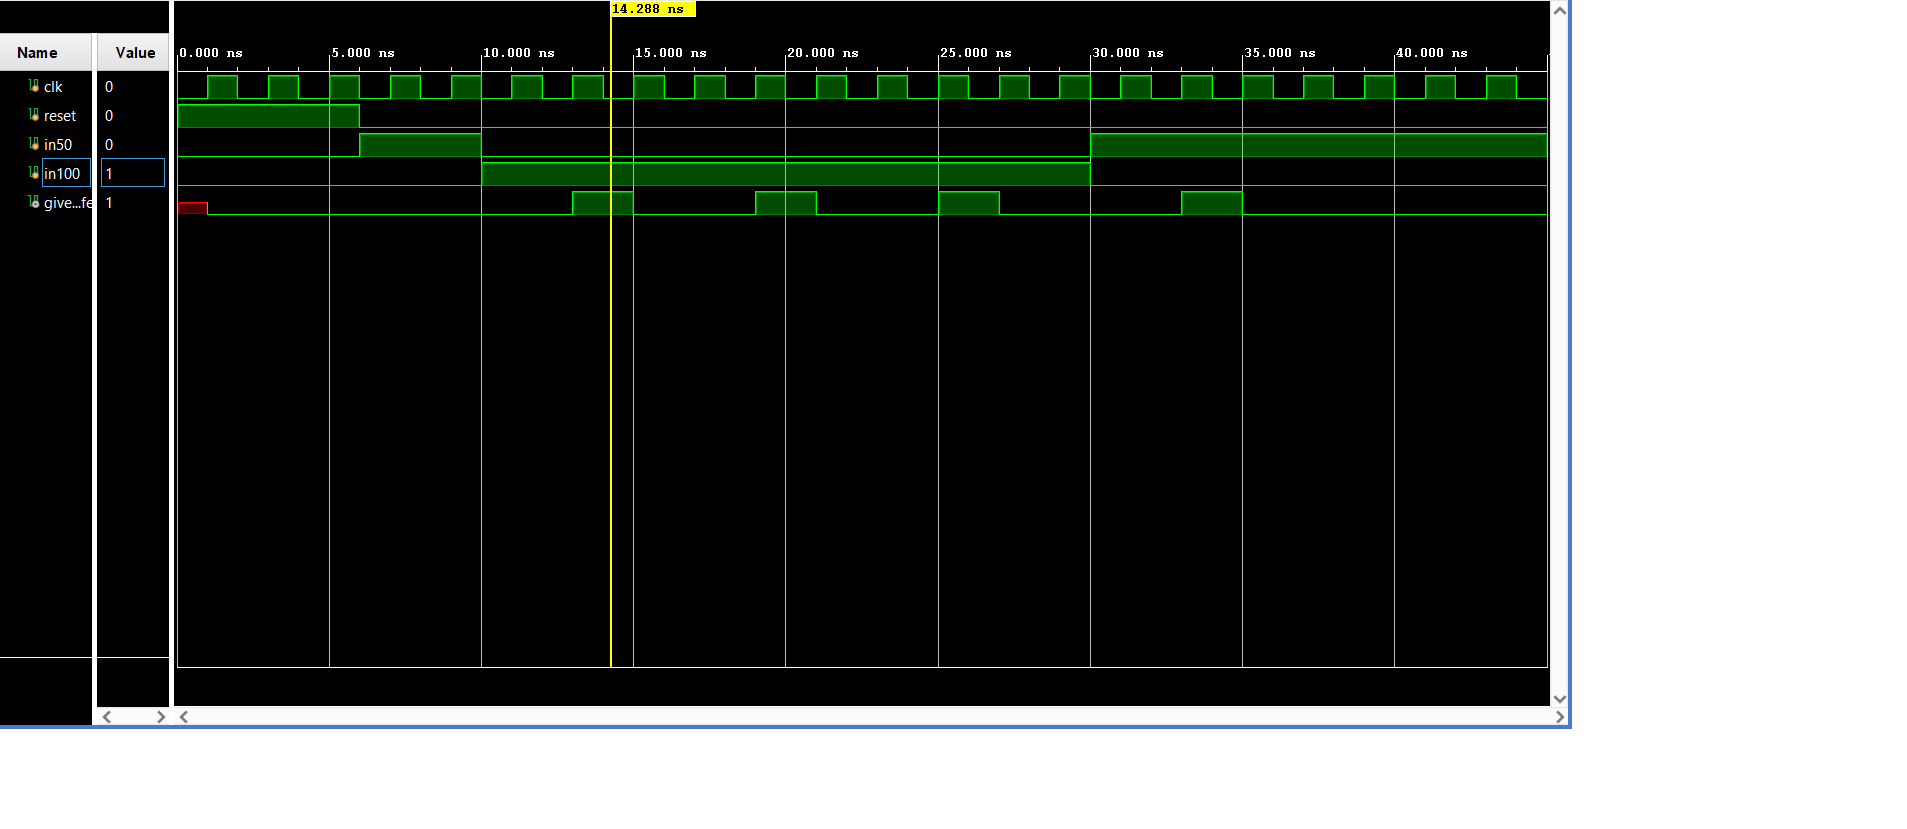 14.288 ns
Name Value
0.000 ns 5.000 ns 10.000 ns 15.000 ns 20.000 ns 25.000 ns 30.000 ns 35.000 ns 40.000 ns
clk 0
reset 0
in50 0
in100 1
give...fe 1